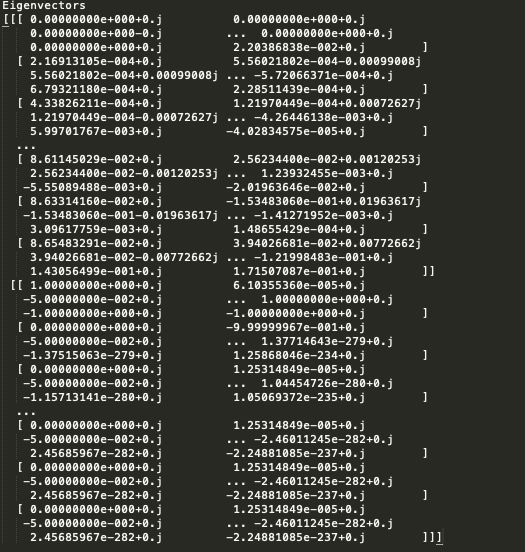 Eigenvectors
[[[ 0.00000000e+000+0.j 0.00000000e+000+0.j
0.00000000e+000-0.j ... 0.00000000e+000+0.j
0.00000000e+000+0.j 2.20386838e-002+0.j ]
[ 2.16913105e-004+0.j 5.56021802e-004-0.00099008j
5.56021802e-004+0.00099008j ... -5.72066371e-004+0.j
6.79321180e-004+0.j 2.28511439e-004+0.j ]
[ 4.33826211e-004+0.j 1.21970449e-004+0.00072627j
1.21970449e-004-0.00072627j ... -4.26446138e-003+0.j
5.99701767e-003+0.j -4.02834575e-005+0.j ]
...
[ 8.61145029e-002+0.j 2.56234400e-002+0.00120253j
2.56234400e-002-0.00120253j ... 1.23932455e-003+0.j
-5.55089488e-003+0.j -2.01963646e-002+0.j ]
[ 8.63314160e-002+0.j -1.53483060e-001+0.01963617j
-1.53483060e-001-0.01963617j ... -1.41271952e-003+0.j
3.09617759e-003+0.j 1.48655429e-004+0.j ]
[ 8.65483291e-002+0.j 3.94026681e-002+0.00772662j
3.94026681e-002-0.00772662j ... -1.21998483e-001+0.j
1.43056499e-001+0.j 1.71507087e-001+0.j ]]
[[ 1.00000000e+000+0.j 6.10355360e-005+0.j
-5.00000000e-002+0.j ... 1.00000000e+000+0.j
-1.00000000e+000+0.j -1.00000000e+000+0.j ]
[ 0.00000000e+000+0.j -9.99999967e-001+0.j
-5.00000000e-002+0.j ... 1.37714643e-279+0.j
-1.37515063e-279+0.j 1.25868046e-234+0.j ]
[ 0.00000000e+000+0.j 1.25314849e-005+0.j
-5.00000000e-002+0.j ... 1.04454726e-280+0.j
-1.15713141e-280+0.j 1.05069372e-235+0.j ]
...
[ 0.00000000e+000+0.j 1.25314849e-005+0.j
-5.00000000e-002+0.j ... -2.46011245e-282+0.j
2.45685967e-282+0.j -2.24881085e-237+0.j ]
[ 0.00000000e+000+0.j 1.25314849e-005+0.j
-5.00000000e-002+0.j ... -2.46011245e-282+0.j
2.45685967e-282+0.j -2.24881085e-237+0.j ]
[ 0.00000000e+000+0.j 1.25314849e-005+0.j
-5.00000000e-002+0.j ... -2.46011245e-282+0.j
2.45685967e-282+0.j -2.24881085e-237+0.j ]]]